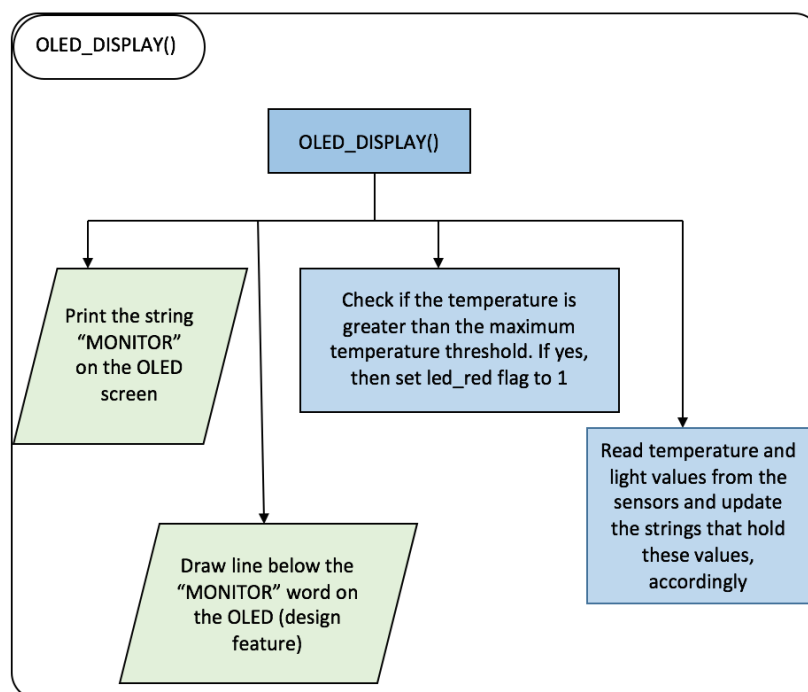 OLED_DISPLAY()
OLED_DISPLAY()
Print the string
“MONITOR”
on the OLED
screen
Draw line below the
“MONITOR” word on
the OLED (design
feature)
Check if the temperature is
greater than the maximum
temperature threshold. If yes,
then set led_red flag to 1
Read temperature and
light values from the
sensors and update
the strings that hold
these values,
accordingly